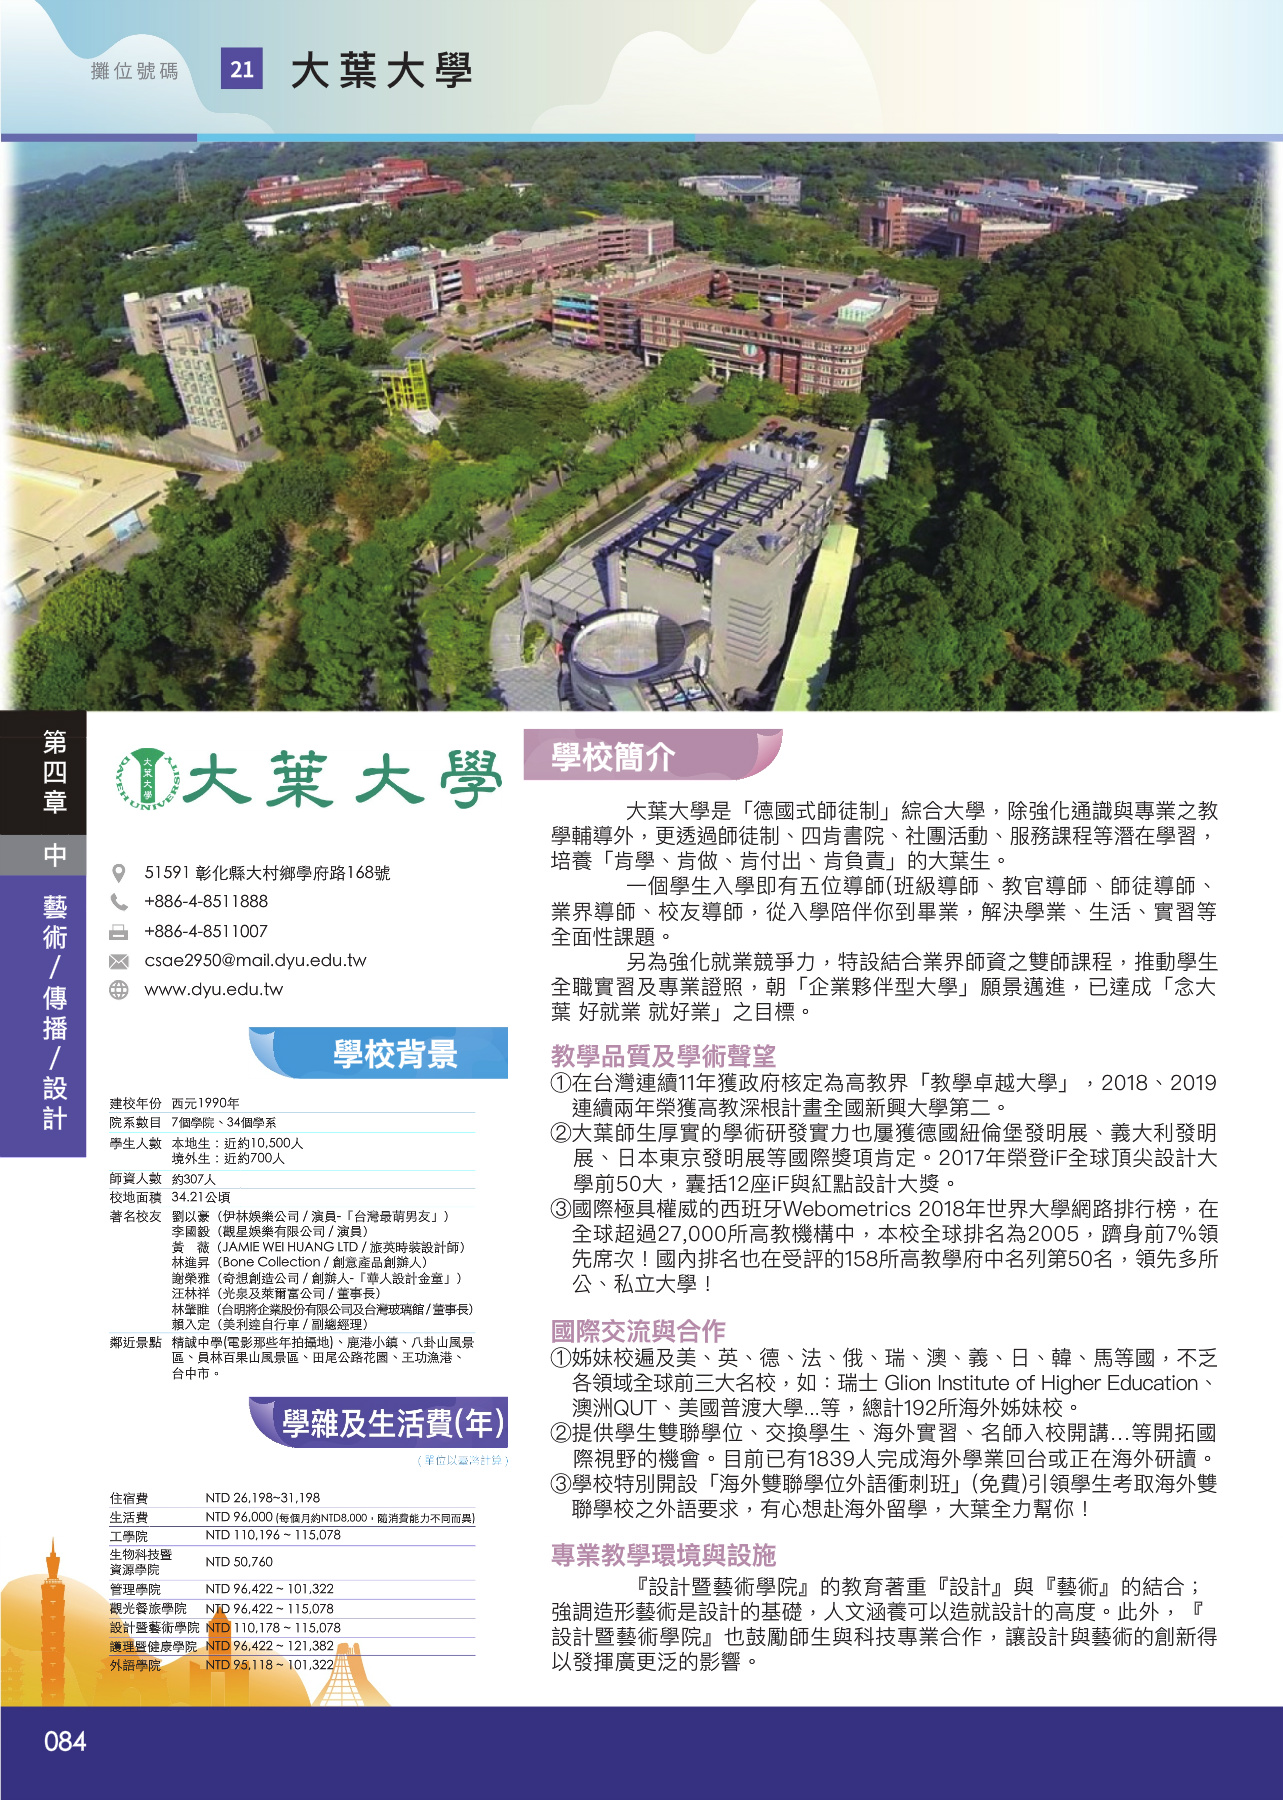 攤位號碼 21 大葉大學
第四章
中
藝術/傳播/設計
大葉大學
DAYEH UNIVERSITY
大葉大學
51591 彰化縣大村鄉學府路168號
+886-4-8511888
+886-4-8511007
csae2950@mail.dyu.edu.tw
www.dyu.edu.tw
學校背景
建校年份 西元1990年
院系數目 7個學院、34個學系
學生人數 本地生：近約10,500人
境外生：近約700人
師資人數 約307人
校地面積 34.21公頃
著名校友 劉以豪（伊林娛樂公司 / 演員-「台灣最萌男友」）
李國毅（觀星娛樂有限公司 / 演員）
黃 薇（JAMIE WEI HUANG LTD / 旅英時裝設計師）
林進昇（Bone Collection / 創意產品創辦人）
謝榮雅（奇想創造公司 / 創辦人-「華人設計金童」）
汪林祥（光泉及萊爾富公司 / 董事長）
林肇睢（台明將企業股份有限公司及台灣玻璃館 / 董事長）
賴入定（美利達自行車 / 副總經理）
鄰近景點 精誠中學(電影那些年拍攝地)、鹿港小鎮、八卦山風景
區、員林百果山風景區、田尾公路花園、王功漁港、
台中市。
學雜及生活費(年)
（單位以臺幣計算）
住宿費 NTD 26,198~31,198
生活費 NTD 96,000 (每個月約NTD8,000，隨消費能力不同而異)
工學院 NTD 110,196 ~ 115,078
生物科技暨
資源學院 NTD 50,760
管理學院 NTD 96,422 ~ 101,322
觀光餐旅學院 NTD 96,422 ~ 115,078
設計暨藝術學院 NTD 110,178 ~ 115,078
護理暨健康學院 NTD 96,422 ~ 121,382
外語學院 NTD 95,118 ~ 101,322
學校簡介
大葉大學是「德國式師徒制」綜合大學，除強化通識與專業之教
學輔導外，更透過師徒制、四肯書院、社團活動、服務課程等潛在學習，
培養「肯學、肯做、肯付出、肯負責」的大葉生。
一個學生入學即有五位導師(班級導師、教官導師、師徒導師、
業界導師、校友導師，從入學陪伴你到畢業，解決學業、生活、實習等
全面性課題。
另為強化就業競爭力，特設結合業界師資之雙師課程，推動學生
全職實習及專業證照，朝「企業夥伴型大學」願景邁進，已達成「念大
葉 好就業 就好業」之目標。
教學品質及學術聲望
①在台灣連續11年獲政府核定為高教界「教學卓越大學」，2018、2019
連續兩年榮獲高教深根計畫全國新興大學第二。
②大葉師生厚實的學術研發實力也屢獲德國紐倫堡發明展、義大利發明
展、日本東京發明展等國際獎項肯定。2017年榮登iF全球頂尖設計大
學前50大，囊括12座iF與紅點設計大獎。
③國際極具權威的西班牙Webometrics 2018年世界大學網路排行榜，在
全球超過27,000所高教機構中，本校全球排名為2005，躋身前7%領
先席次！國內排名也在受評的158所高教學府中名列第50名，領先多所
公、私立大學！
國際交流與合作
①姊妹校遍及美、英、德、法、俄、瑞、澳、義、日、韓、馬等國，不乏
各領域全球前三大名校，如：瑞士 Glion Institute of Higher Education、
澳洲QUT、美國普渡大學...等，總計192所海外姊妹校。
②提供學生雙聯學位、交換學生、海外實習、名師入校開講...等開拓國
際視野的機會。目前已有1839人完成海外學業回台或正在海外研讀。
③學校特別開設「海外雙聯學位外語衝刺班」(免費)引領學生考取海外雙
聯學校之外語要求，有心想赴海外留學，大葉全力幫你！
專業教學環境與設施
『設計暨藝術學院』的教育著重『設計』與『藝術』的結合；
強調造形藝術是設計的基礎，人文涵養可以造就設計的高度。此外，『
設計暨藝術學院』也鼓勵師生與科技專業合作，讓設計與藝術的創新得
以發揮廣更泛的影響。
084